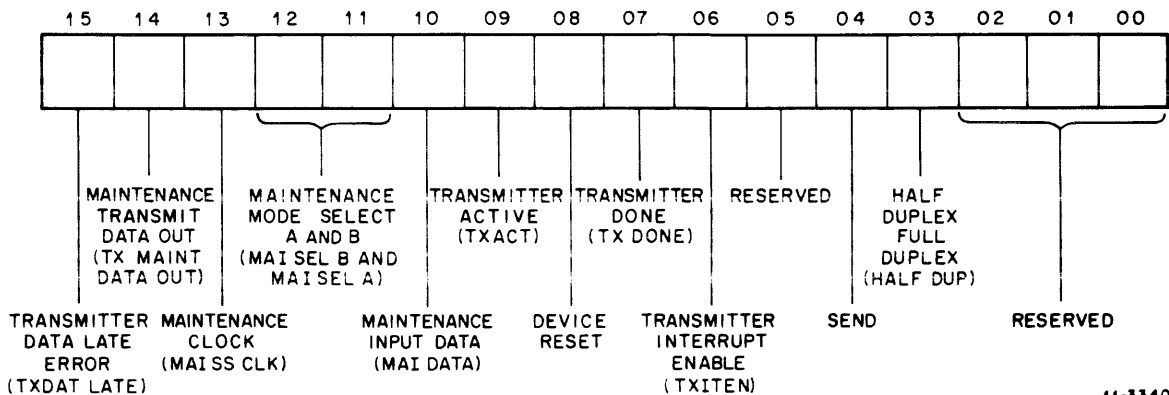 15 14 13 12 11 10 09 08 07 06 05 04 03 02 01 00
MAINTENANCE
TRANSMIT
DATA OUT
(TX MAINT
DATA OUT)
MAINTENANCE
MODE SELECT
A AND B
(MAI SEL B AND
MAI SEL A)
TRANSMITTER
ACTIVE
(TXACT)
TRANSMITTER
DONE
(TX DONE)
RESERVED
HALF
DUPLEX
FULL
DUPLEX
(HALF DUP)
TRANSMITTER
DATA LATE
ERROR
(TXDAT LATE)
MAINTENANCE
CLOCK
(MAISS CLK)
MAINTENANCE
INPUT DATA
(MAI DATA)
DEVICE
RESET
TRANSMITTER
INTERRUPT
ENABLE
(TXITEN)
SEND
RESERVED